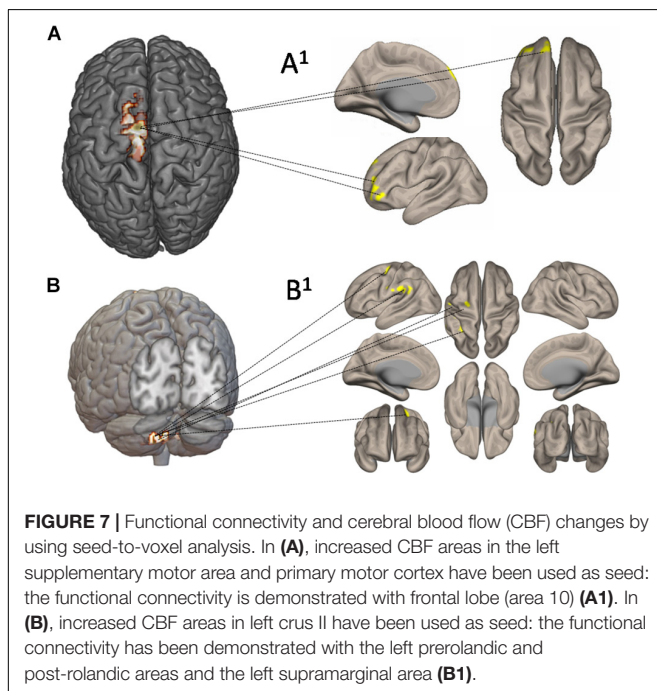 A
A1
B
B1
FIGURE 7 | Functional connectivity and cerebral blood flow (CBF) changes by
using seed-to-voxel analysis. In (A), increased CBF areas in the left
supplementary motor area and primary motor cortex have been used as seed:
the functional connectivity is demonstrated with frontal lobe (area 10) (A1). In
(B), increased CBF areas in left crus II have been used as seed: the functional
connectivity has been demonstrated with the left prerolandic and
post-rolandic areas and the left supramarginal area (B1).